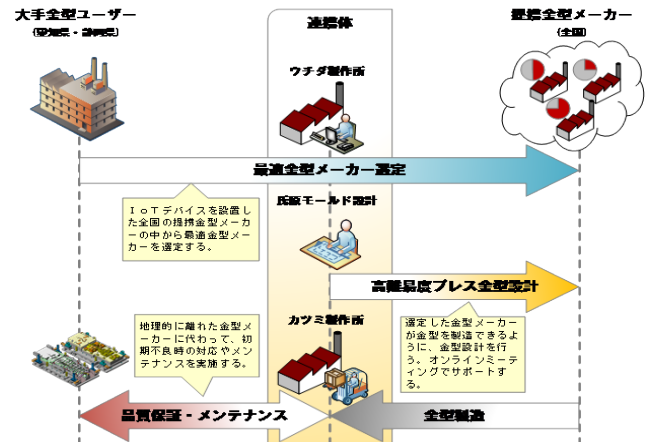 大手金型ユーザー
(愛知県・静岡県)
連携体
提携金型メーカー
(全国)
ウチダ製作所
最適金型メーカー選定
IoTデバイスを設置し
た全国の提携金型メーカ
ーの中から最適金型メー
カーを選定する。
氏原モールド設計
高難易度プレス金型設計
地理的に離れた金型メ
ーカーに代わって、初
期不良時の対応やメン
テナンスを実施する。
カツミ製作所
選定した金型メーカー
が金型を製造できるよ
うに、金型設計を行
う。オンラインミーテ
ィングでサポートす
る。
品質保証・メンテナンス
金型製造